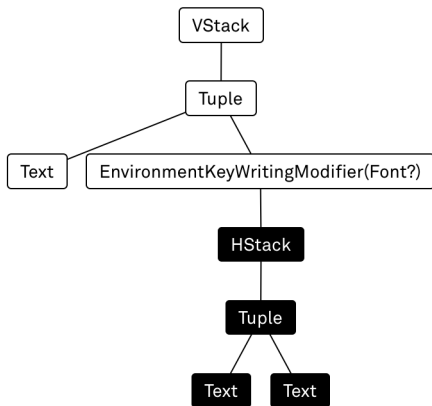 VStack
Tuple
Text
EnvironmentKeyWritingModifier(Font?)
HStack
Tuple
Text
Text